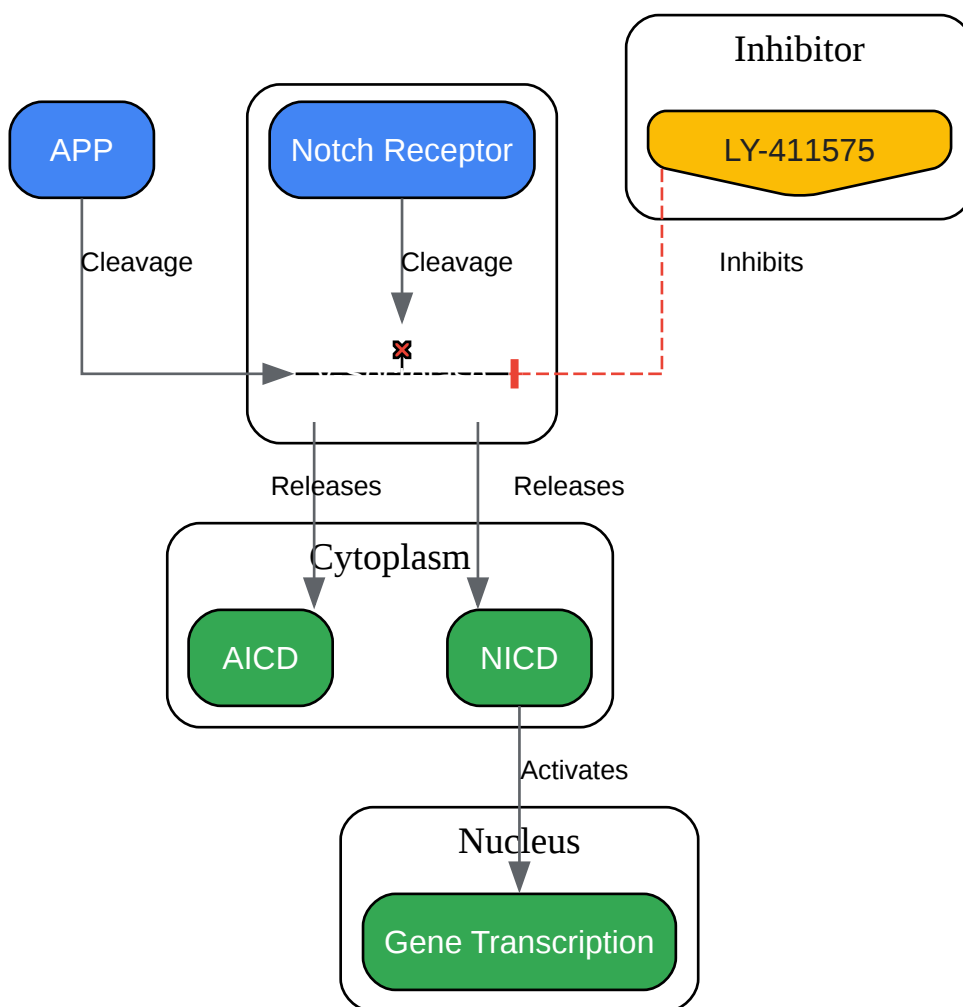 Inhibitor
APP
Notch Receptor
LY-411575
Cleavage
Cleavage
Inhibits
Releases
Releases
Cytoplasm
AICD
NICD
Activates
Nucleus
Gene Transcription